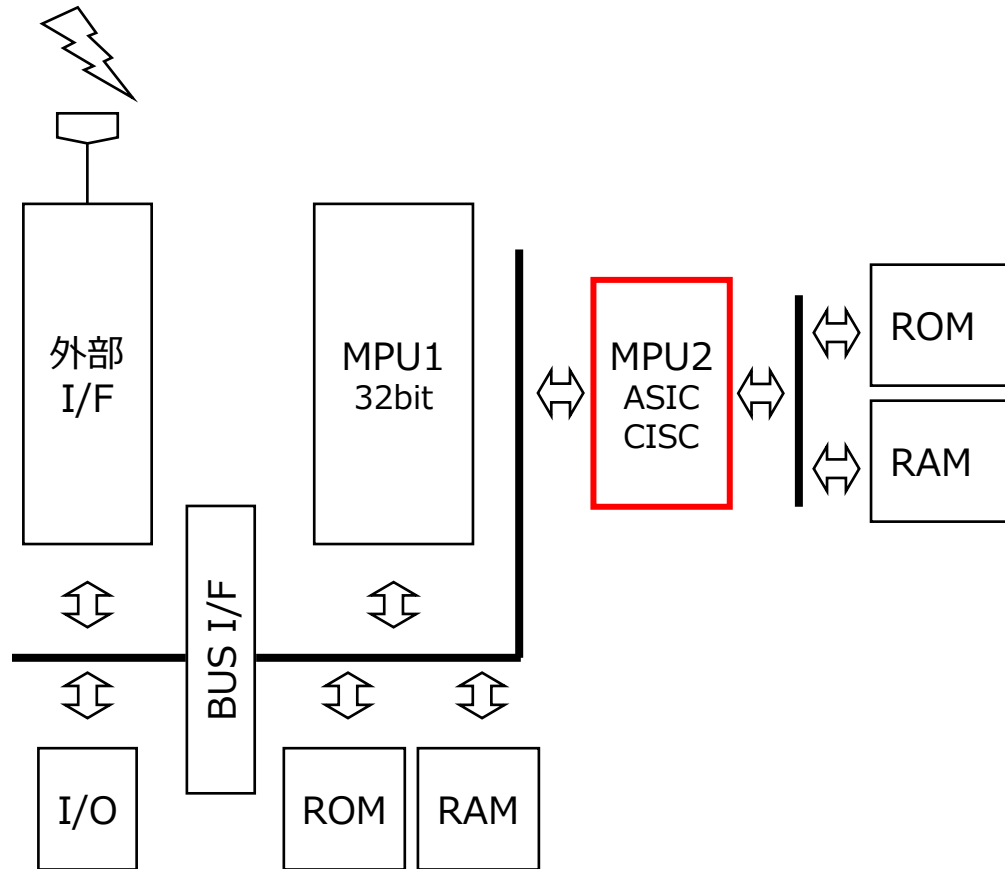 外部
I/F
MPU1
32bit
MPU2
ASIC
CISC
ROM
RAM
BUS I/F
I/O
ROM
RAM